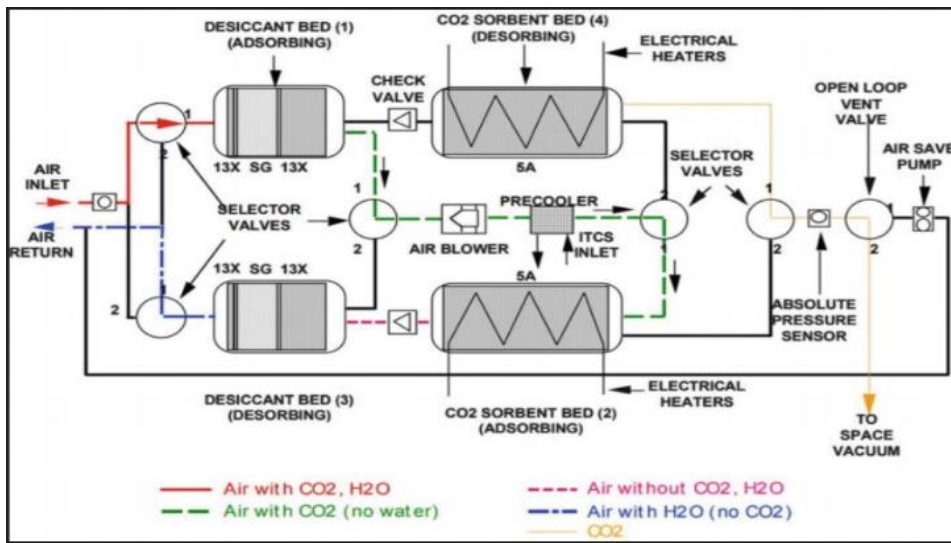 DESICCANT BED (1)
(ADSORBING)
CO2 SORBENT BED (4)
(DESORBING)
ELECTRICAL
HEATERS
CHECK
VALVE
OPEN LOOP
VENT
VALVE
AIR SAVE
PUMP
1
2
13X SG 13X
5A
AIR
INLET
SELECTOR
VALVES
1
2
PRECOOLER
2
1
SELECTOR
VALVES
1
2
1
2
AIR
RETURN
AIR BLOWER
ITCS
INLET
13X SG 13X
5A
1
2
ABSOLUTE
PRESSURE
SENSOR
DESICCANT BED (3)
(DESORBING)
CO2 SORBENT BED (2)
(ADSORBING)
ELECTRICAL
HEATERS
TO
SPACE
VACUUM
Air with CO2, H2O
Air with CO2 (no water)
Air without CO2, H2O
Air with H2O (no CO2)
CO2